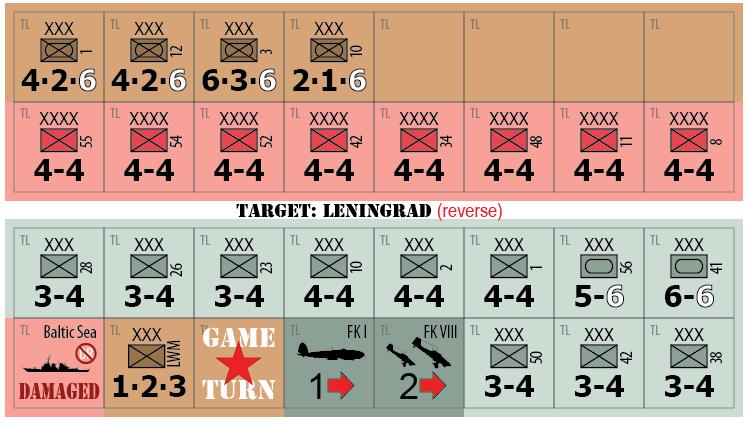 TL XXX 1 TL XXX 12 TL XXX 3 TL XXX 10 TL TL TL TL
4·2·6 4·2·6 6·3·6 2·1·6
TL XXXX 55 TL XXXX 54 TL XXXX 52 TL XXXX 42 TL XXXX 34 TL XXXX 48 TL XXXX 11 TL XXXX 8
4-4 4-4 4-4 4-4 4-4 4-4 4-4 4-4
TARGET: LENINGRAD (reverse)
TL XXX 28 TL XXX 26 TL XXX 23 TL XXX 10 TL XXX 2 TL XXX 1 TL XXX 56 TL XXX 41
3-4 3-4 3-4 4-4 4-4 4-4 5-6 6-6
TL Baltic Sea TL XXX LWM TL GAME TL FK I TL FK VIII TL XXX 50 TL XXX 42 TL XXX 38
DAMAGED 1·2·3 TURN 1 2 3-4 3-4 3-4